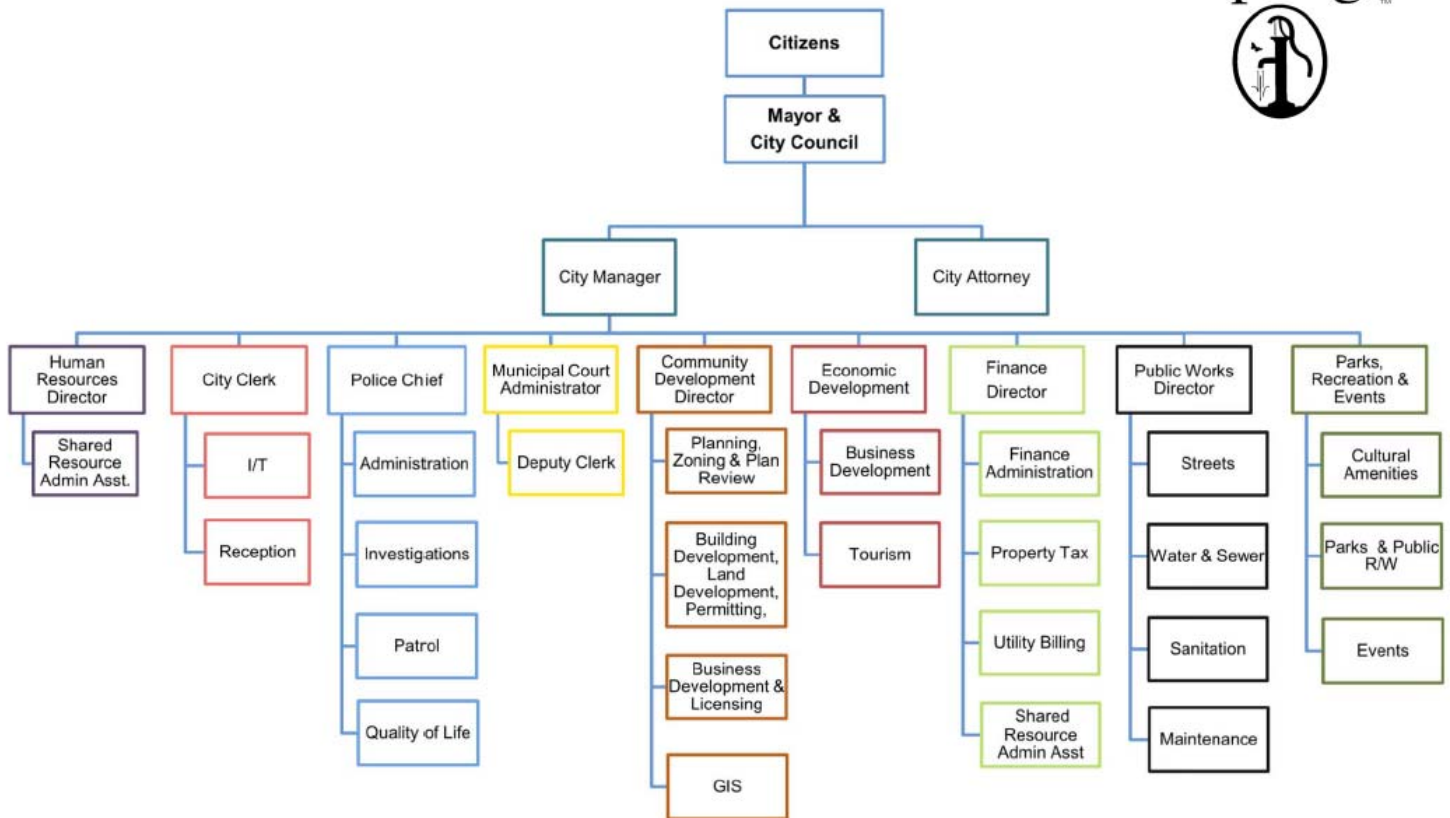 Citizens
Mayor &
City Council
City Manager
City Attorney
Human
Resources
Director
Shared
Resource
Admin Asst.
City Clerk
I/T
Reception
Police Chief
Administration
Investigations
Patrol
Quality of Life
Municipal Court
Administrator
Deputy Clerk
Community
Development
Director
Planning,
Zoning & Plan
Review
Building
Development,
Land
Development,
Permitting,
Business
Development &
Licensing
GIS
Economic
Development
Business
Development
Tourism
Finance
Director
Finance
Administration
Property Tax
Utility Billing
Shared
Resource
Admin Asst
Public Works
Director
Streets
Water & Sewer
Sanitation
Maintenance
Parks,
Recreation &
Events
Cultural
Amenities
Parks & Public
R/W
Events